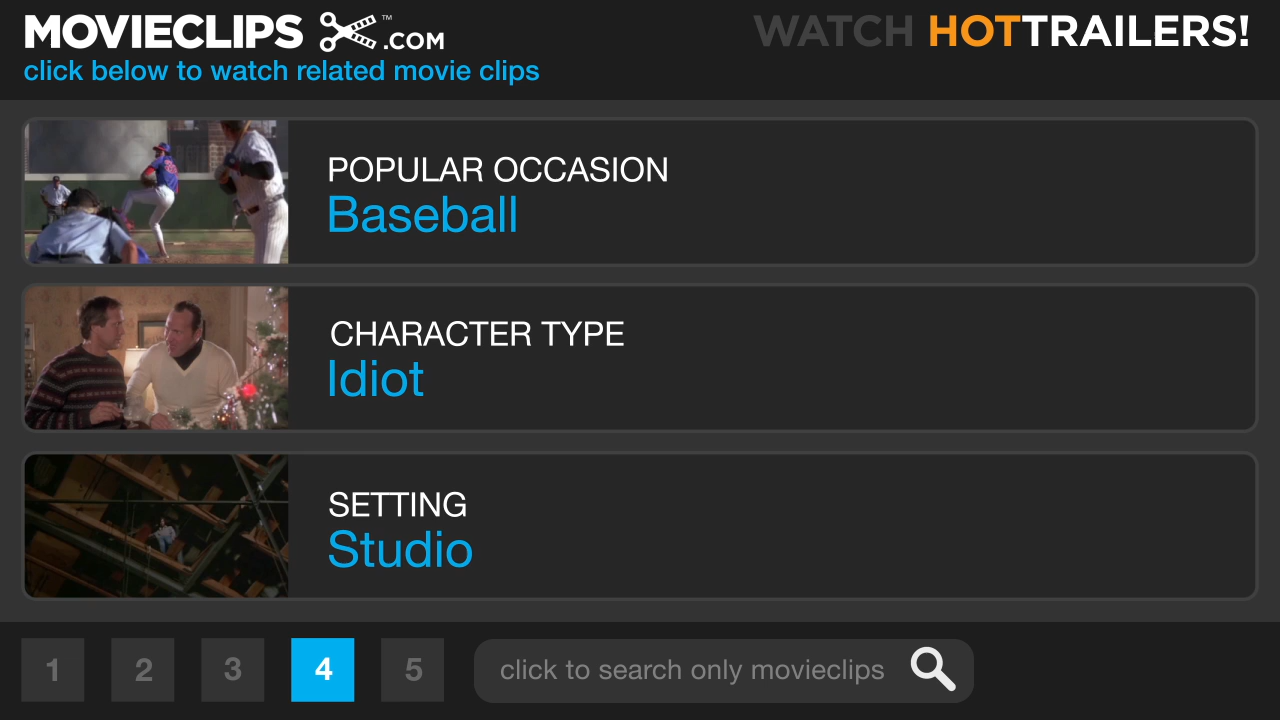 MOVIECLIPS ™ .COM
WATCH HOTTRAILERS!
click below to watch related movie clips
POPULAR OCCASION
Baseball
CHARACTER TYPE
Idiot
SETTING
Studio
1 2 3 4 5
click to search only movieclips